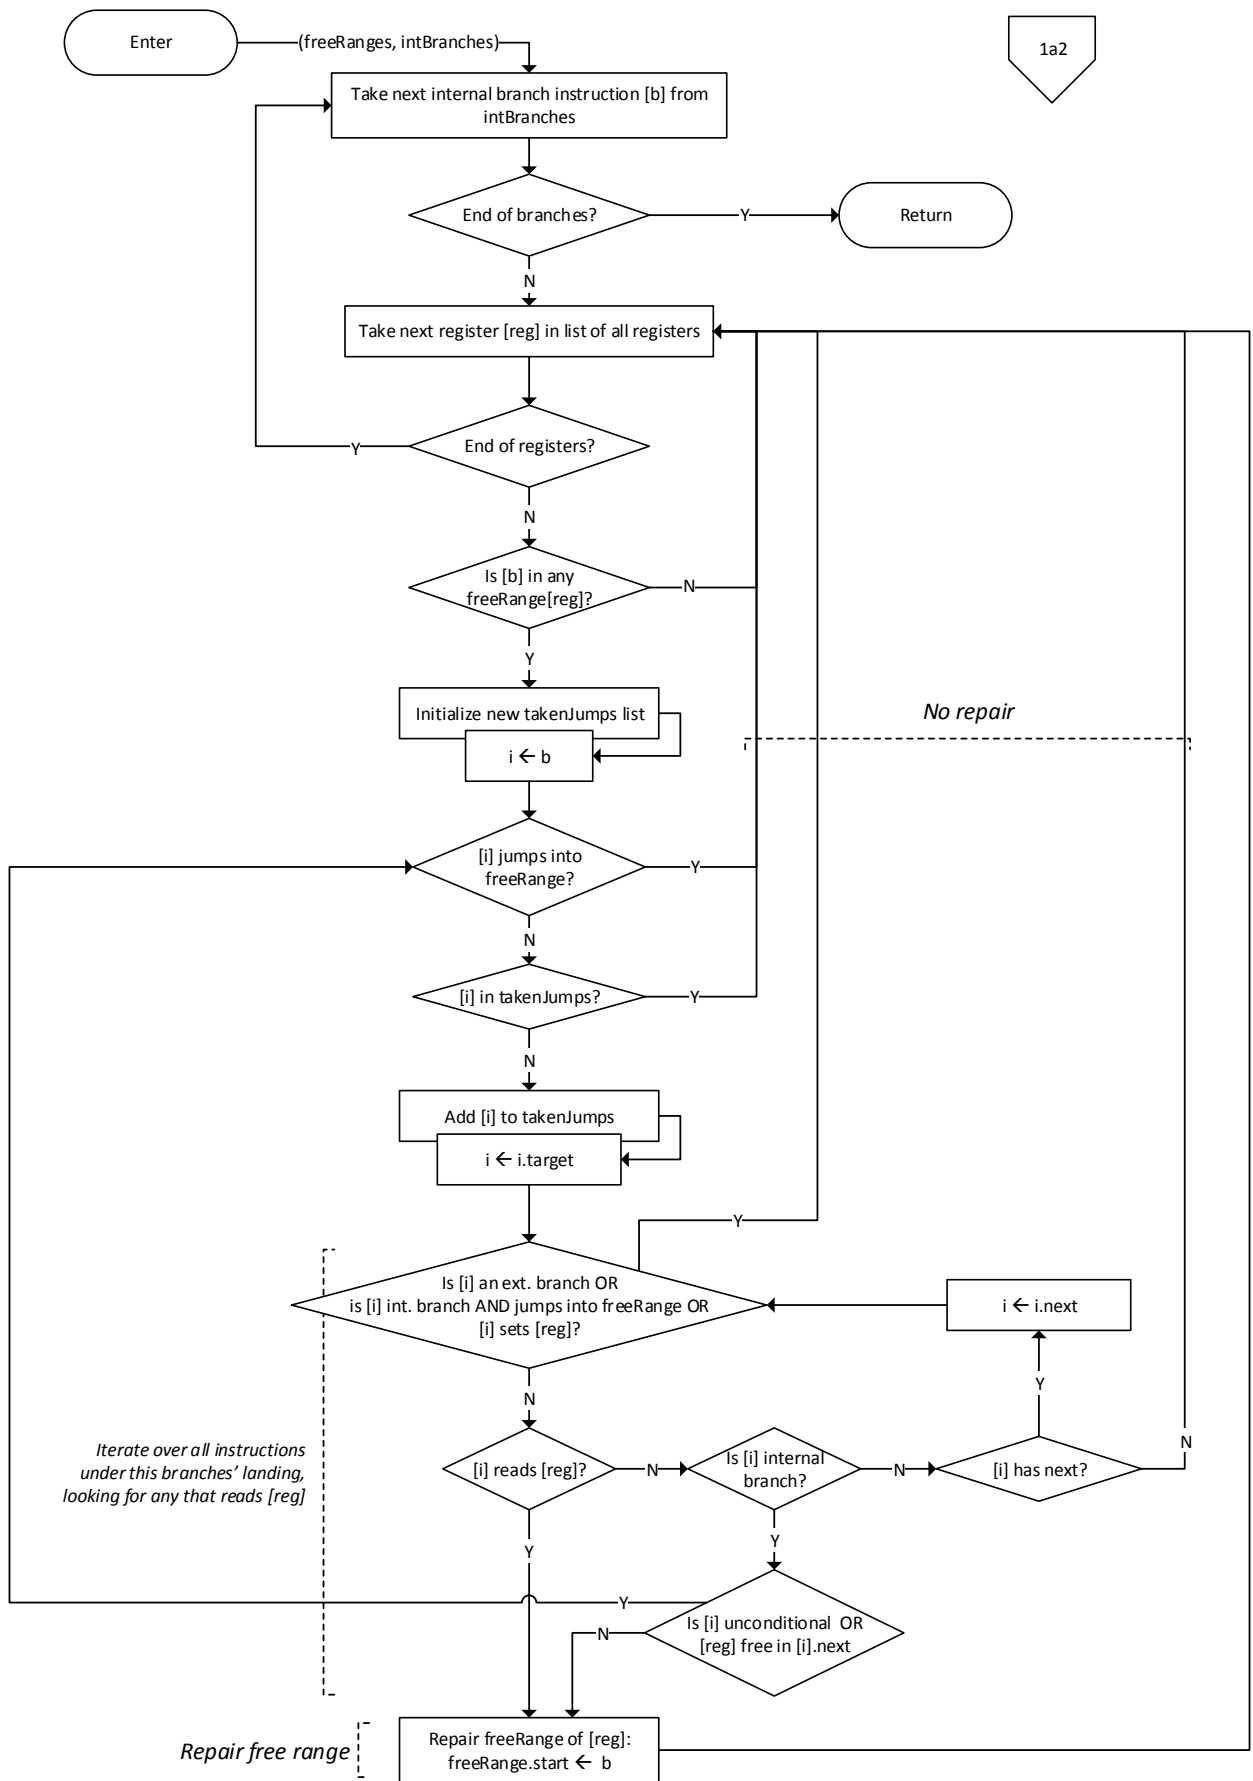 Enter
(freeRanges, intBranches)
1a2
Take next internal branch instruction [b] from
intBranches
End of branches?
Y
Return
N
Take next register [reg] in list of all registers
End of registers?
Y
N
Is [b] in any
freeRange[reg]?
N
Y
Initialize new takenJumps list
No repair
i ← b
[i] jumps into
freeRange?
Y
N
[i] in takenJumps?
Y
N
Add [i] to takenJumps
i ← i.target
Y
Is [i] an ext. branch OR
is [i] int. branch AND jumps into freeRange OR
[i] sets [reg]?
i ← i.next
N
Y
Iterate over all instructions
under this branches’ landing,
looking for any that reads [reg]
[i] reads [reg]?
N
Is [i] internal
branch?
N
[i] has next?
N
Y
Y
Y
Is [i] unconditional OR
[reg] free in [i].next
N
Repair free range
Repair freeRange of [reg]:
freeRange.start ← b